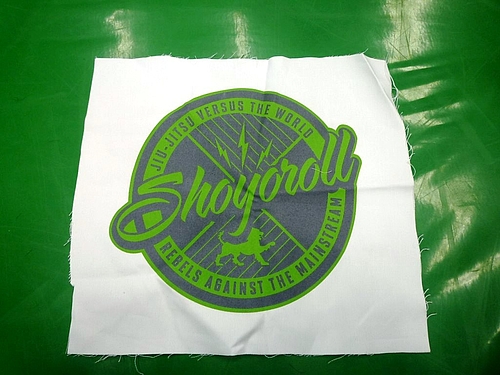 JIU-JITSU VERSUS THE WORLD
Shoyoroll
REBELS AGAINST THE MAINSTREAM